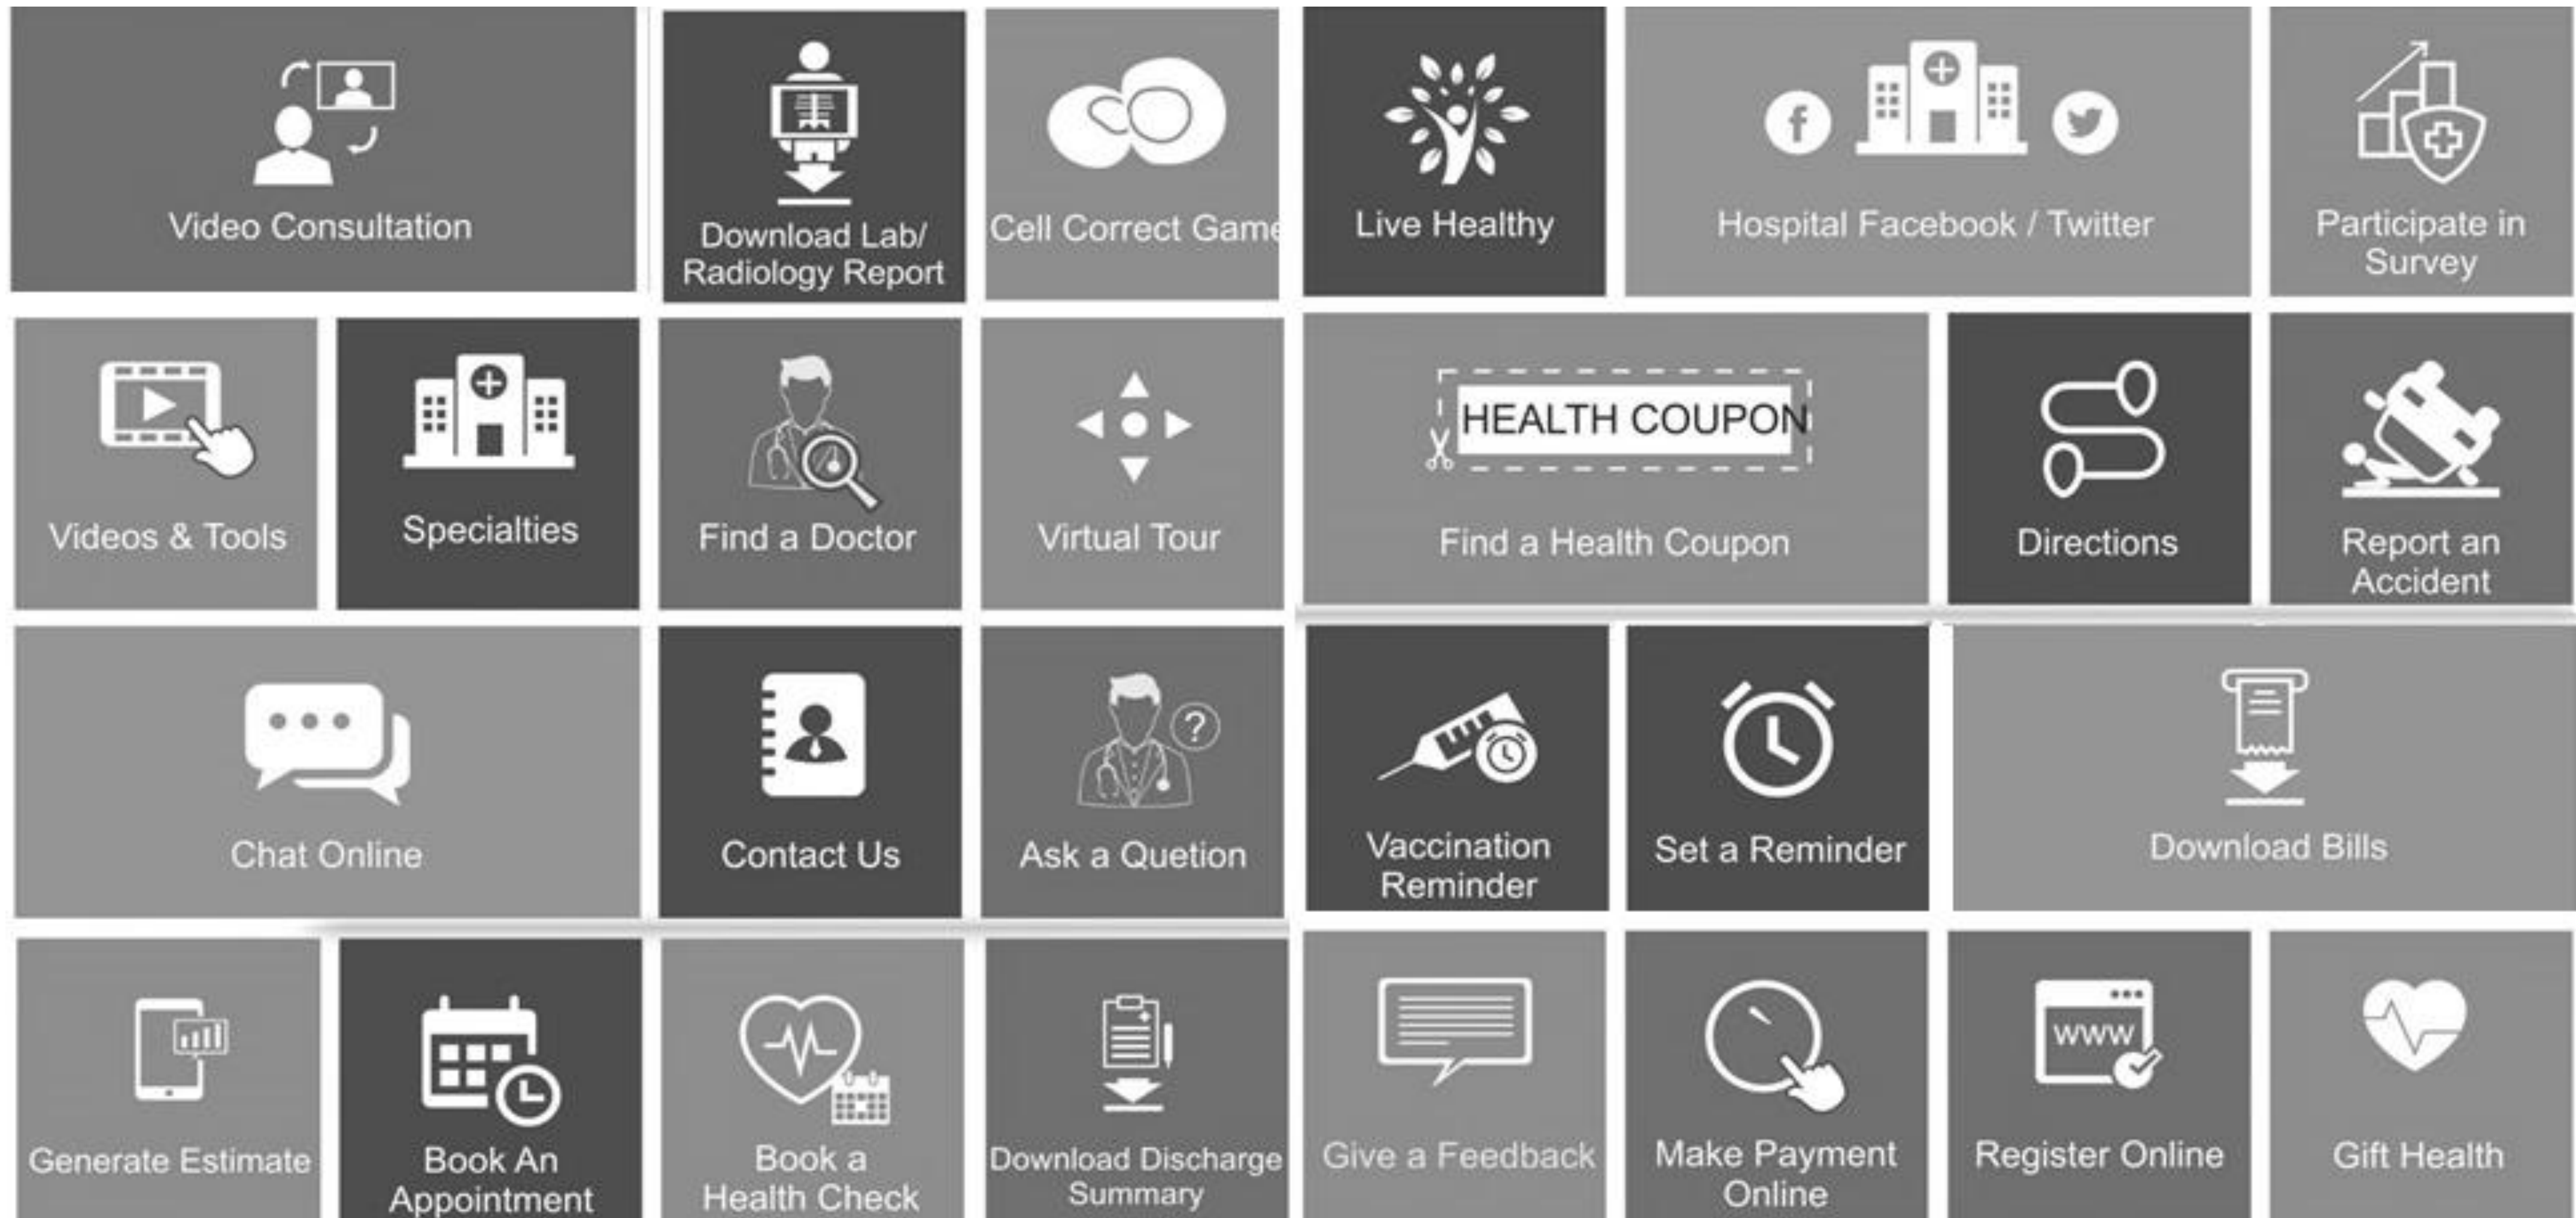 Video Consultation
Download Lab/
Radiology Report
Cell Correct Game
Live Healthy
f
Hospital Facebook / Twitter
Participate in
Survey
Videos & Tools
Specialties
Find a Doctor
Virtual Tour
HEALTH COUPON
Find a Health Coupon
Directions
Report an
Accident
Chat Online
Contact Us
?
Ask a Quetion
Vaccination
Reminder
Set a Reminder
Download Bills
Generate Estimate
Book An
Appointment
Book a
Health Check
Download Discharge
Summary
Give a Feedback
Make Payment
Online
www
Register Online
Gift Health